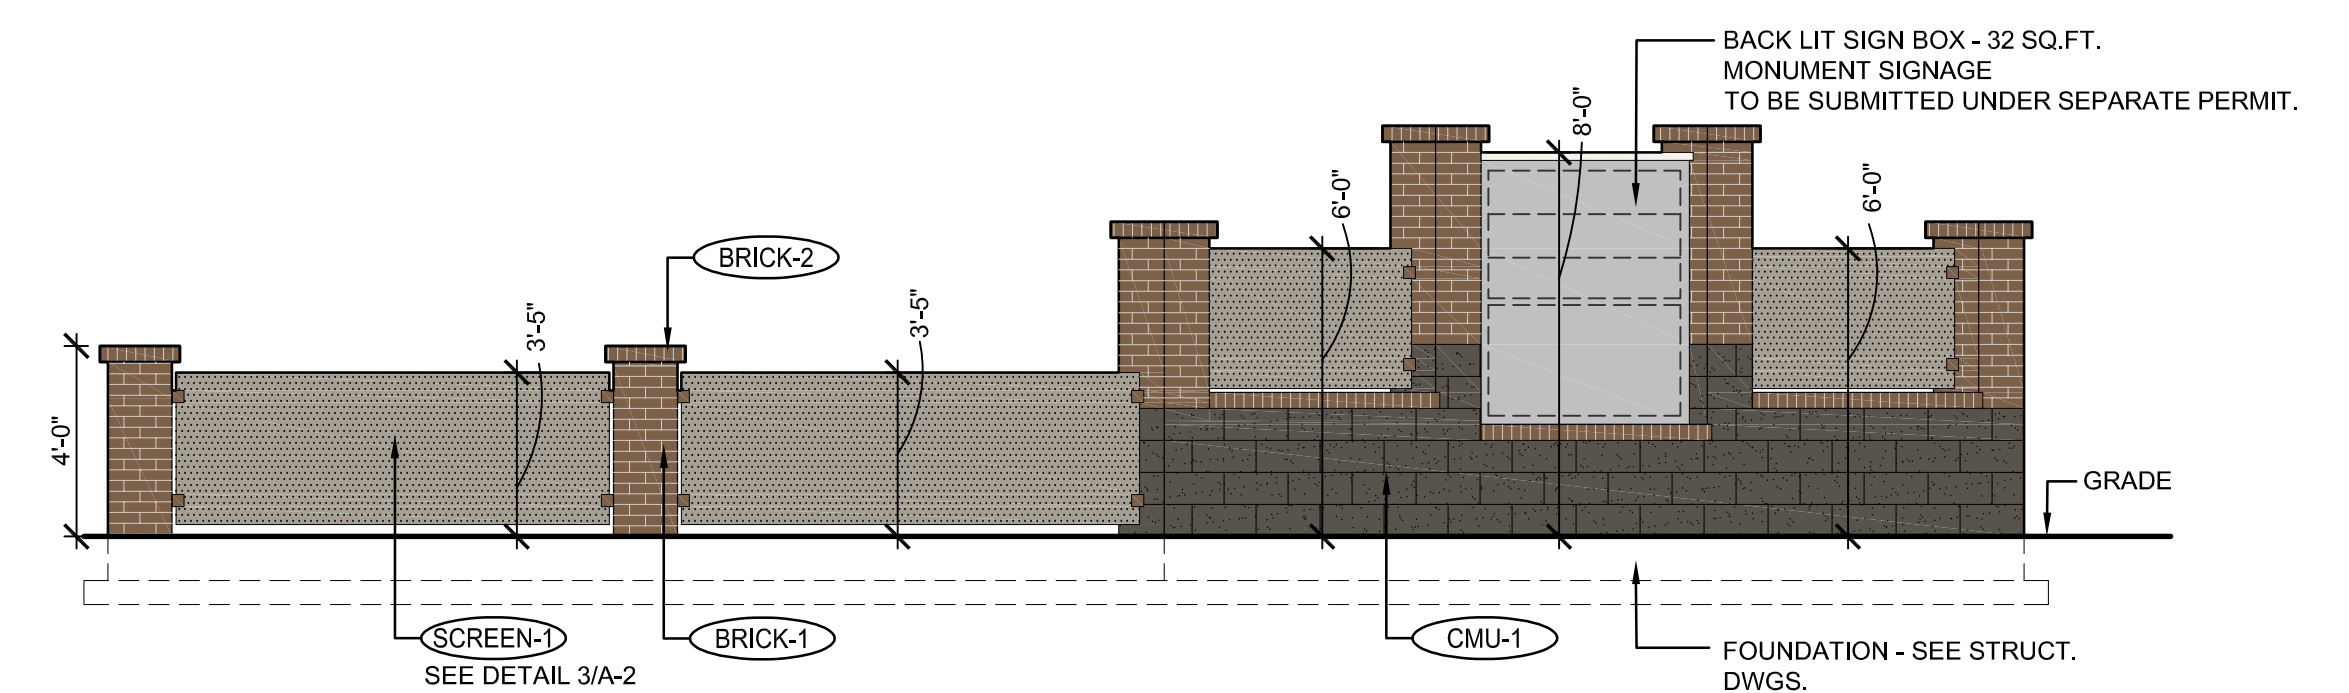 BACK LIT SIGN BOX - 32 SQ.FT.
MONUMENT SIGNAGE
TO BE SUBMITTED UNDER SEPARATE PERMIT.
8'-0"
6'-0"
6'-0"
BRICK-2
3'-5"
3'-5"
4'-0"
GRADE
SCREEN-1
SEE DETAIL 3/A-2
BRICK-1
CMU-1
FOUNDATION - SEE STRUCT.
DWGS.